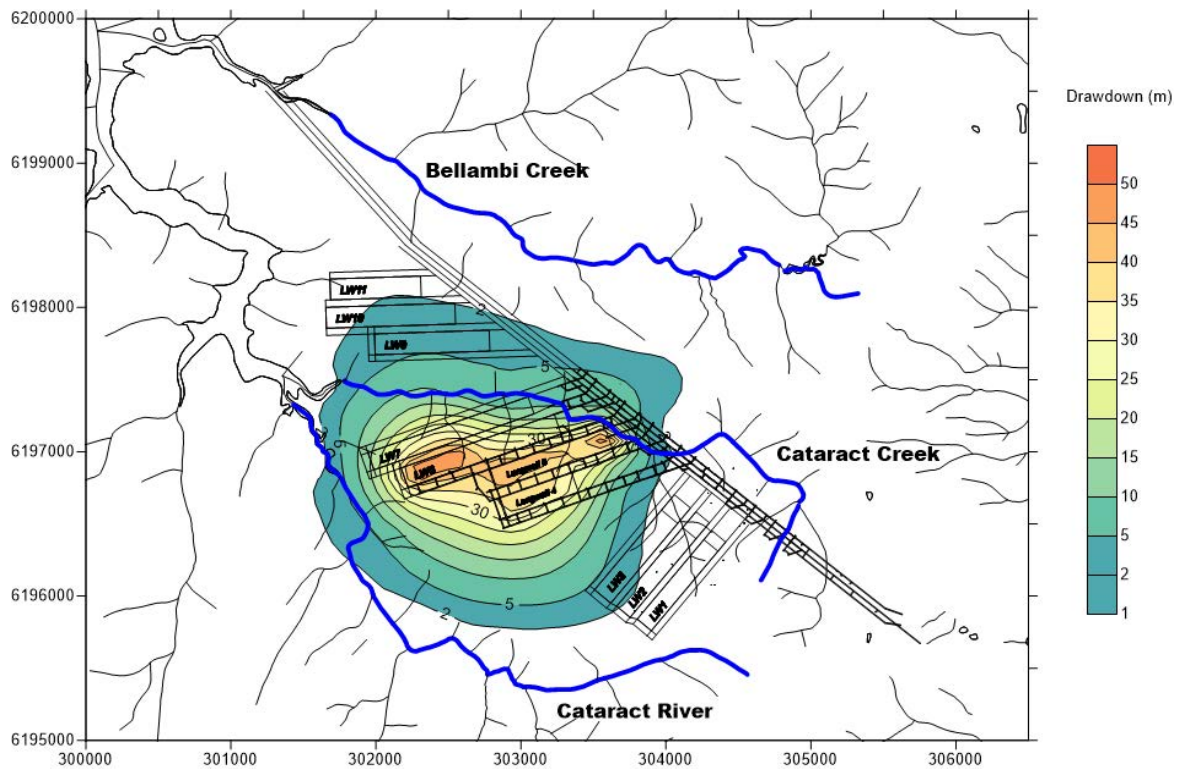 6200000
6199000
6198000
6197000
6196000
6195000
300000 301000 302000 303000 304000 305000 306000
Bellambi Creek
LW11
LW10
LW9
2
5
5
Cataract Creek
30
LW7
LW6
Longwall 5
Longwall 4
30
LW3
LW2
LW1
2
5
Cataract River
Drawdown (m)
50
45
40
35
30
25
20
15
10
5
2
1